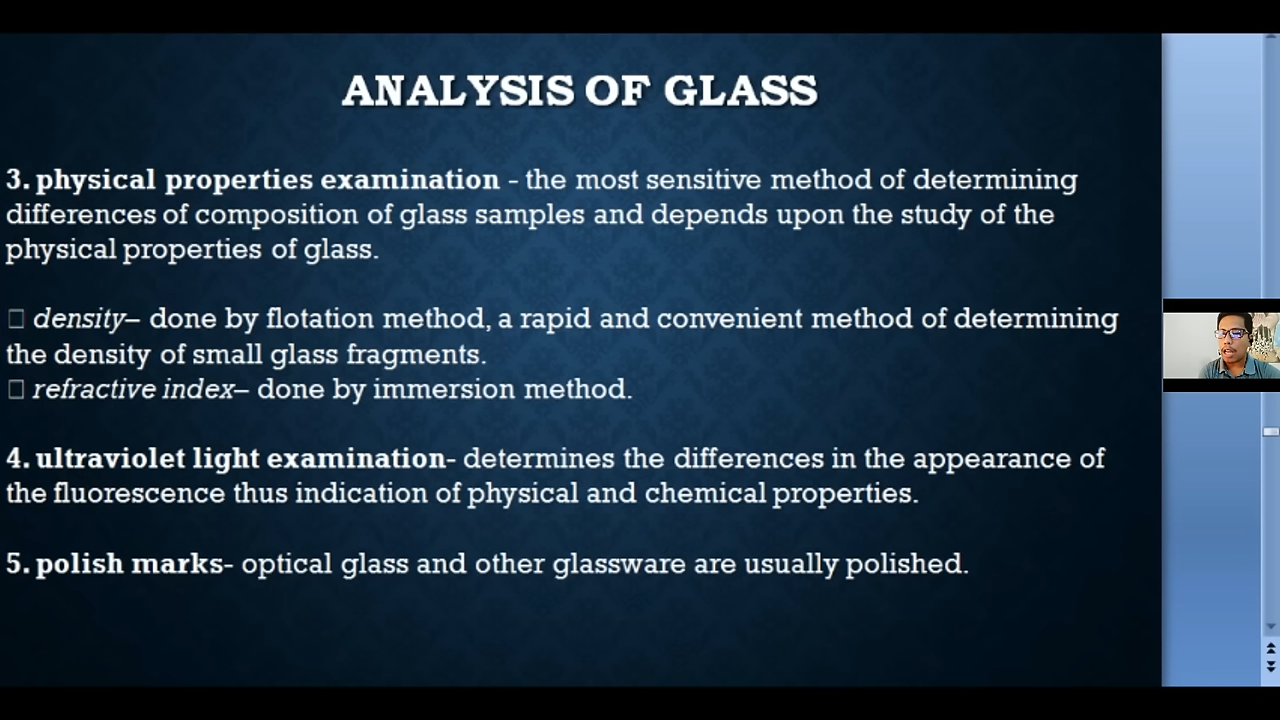 ANALYSIS OF GLASS
3. physical properties examination - the most sensitive method of determining
differences of composition of glass samples and depends upon the study of the
physical properties of glass.
density– done by flotation method, a rapid and convenient method of determining
the density of small glass fragments.
refractive index– done by immersion method.
4. ultraviolet light examination- determines the differences in the appearance of
the fluorescence thus indication of physical and chemical properties.
5. polish marks- optical glass and other glassware are usually polished.